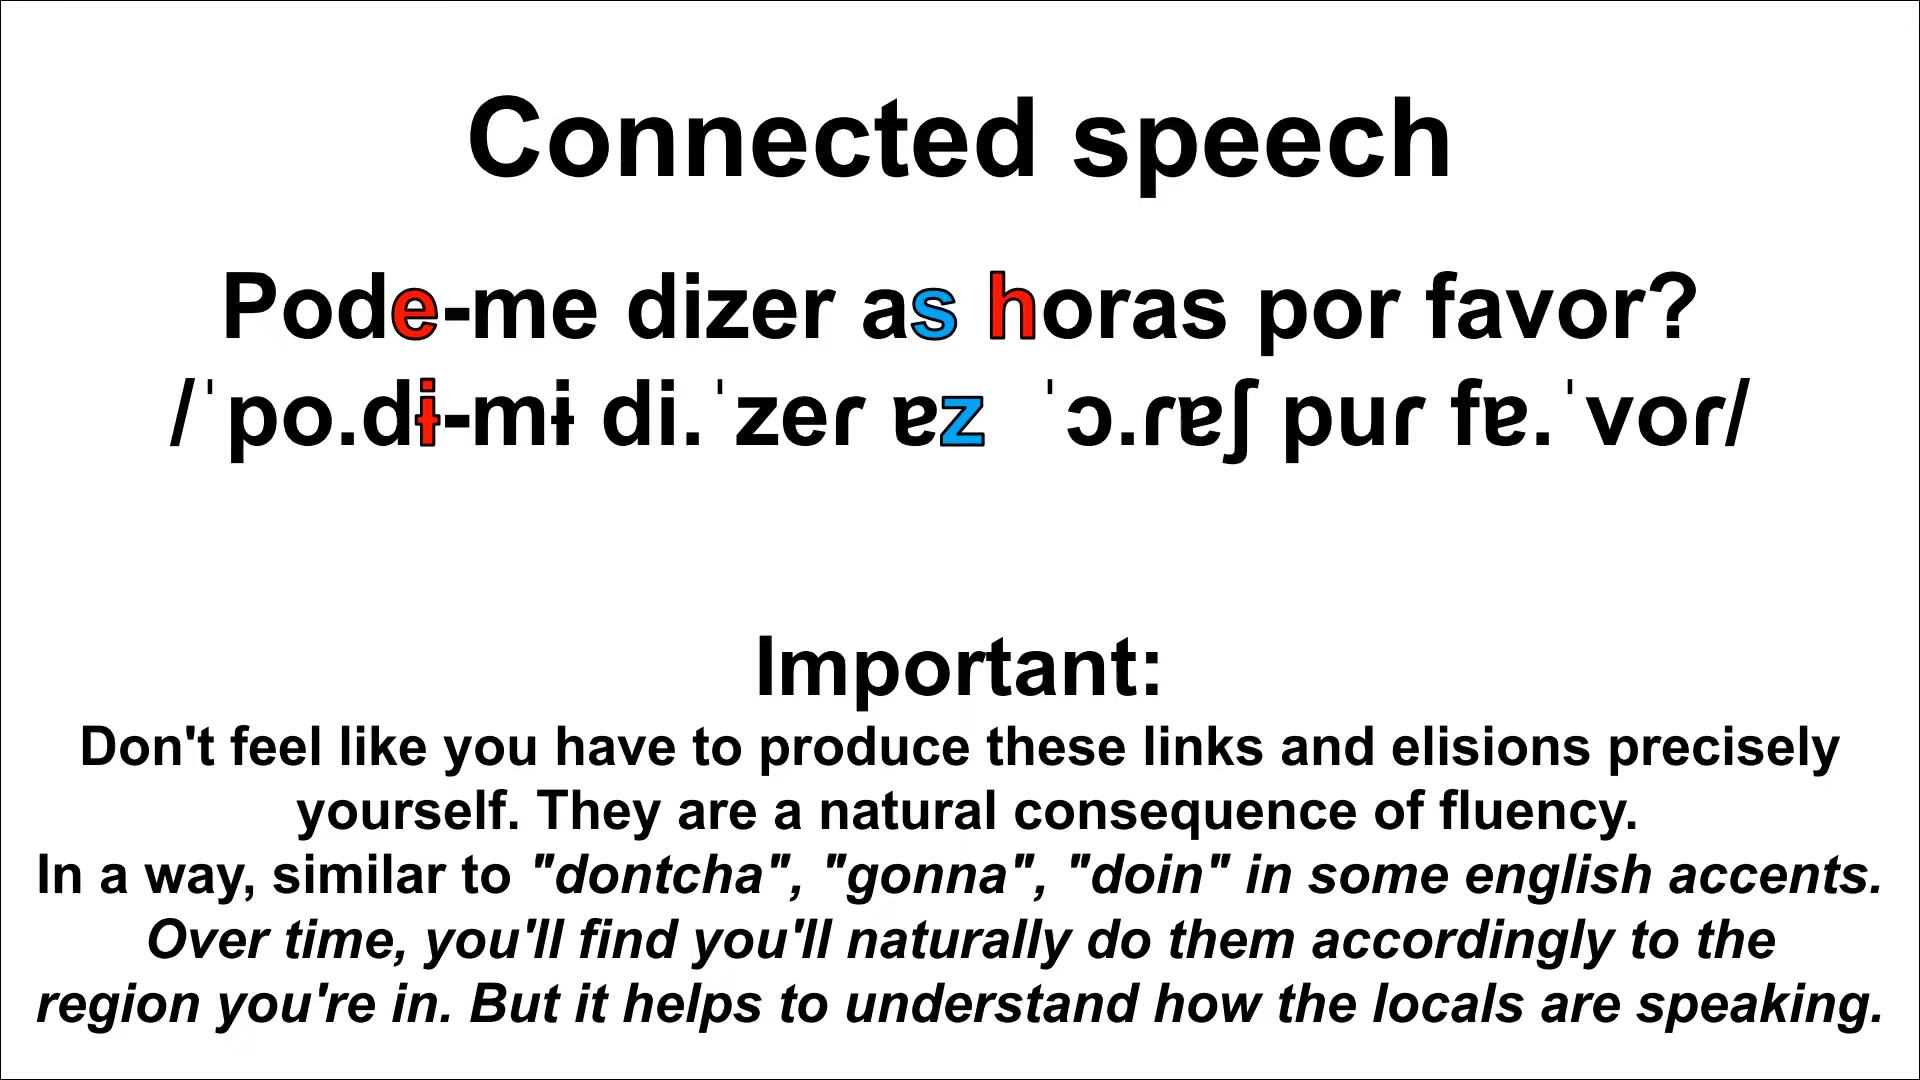 Connected speech
Pode-me dizer as horas por favor?
/ˈpo.dɨ-mɨ di.ˈzeɾ ɐz ˈɔ.ɾɐʃ puɾ fɐ.ˈvoɾ/
Important:
Don't feel like you have to produce these links and elisions precisely
yourself. They are a natural consequence of fluency.
In a way, similar to "dontcha", "gonna", "doin" in some english accents.
Over time, you'll find you'll naturally do them accordingly to the
region you're in. But it helps to understand how the locals are speaking.